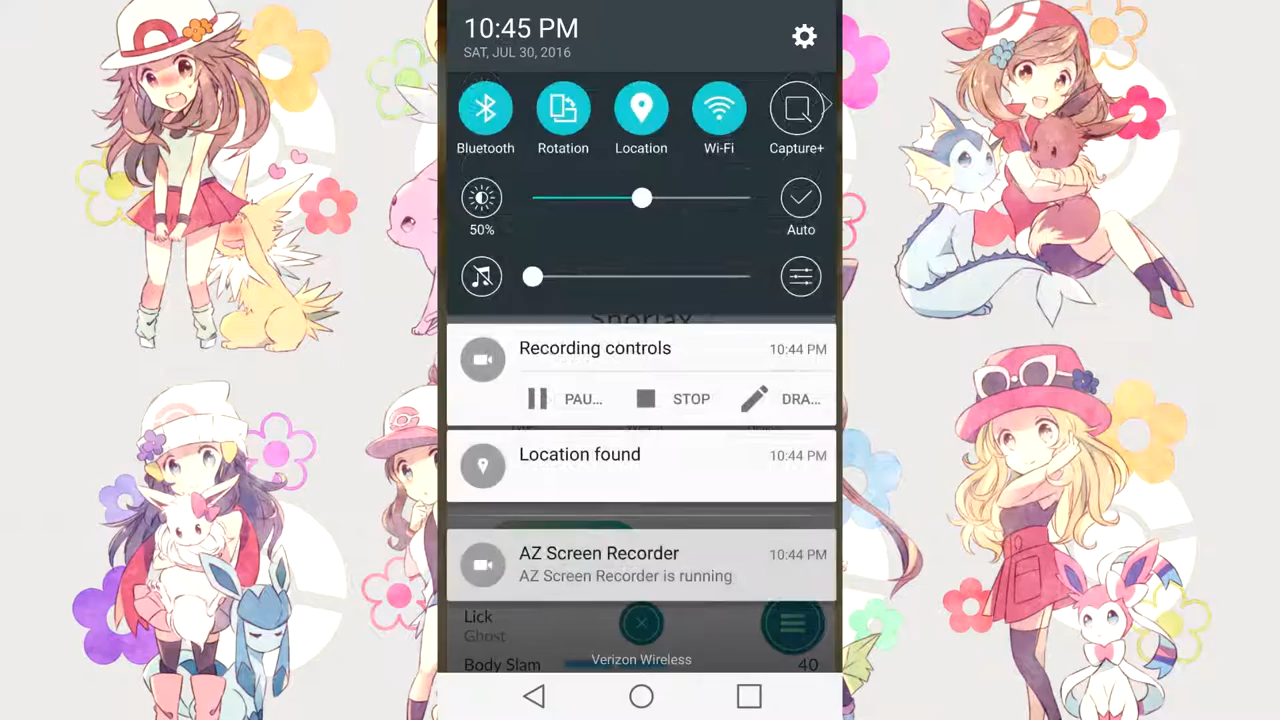 10:45 PM
SAT, JUL 30, 2016
Bluetooth Rotation Location Wi-Fi Capture+
50% Auto
Snorlax
Recording controls 10:44 PM
PAU... STOP DRA...
Location found 10:44 PM
AZ Screen Recorder 10:44 PM
AZ Screen Recorder is running
Lick
Ghost
Verizon Wireless
Body Slam 40